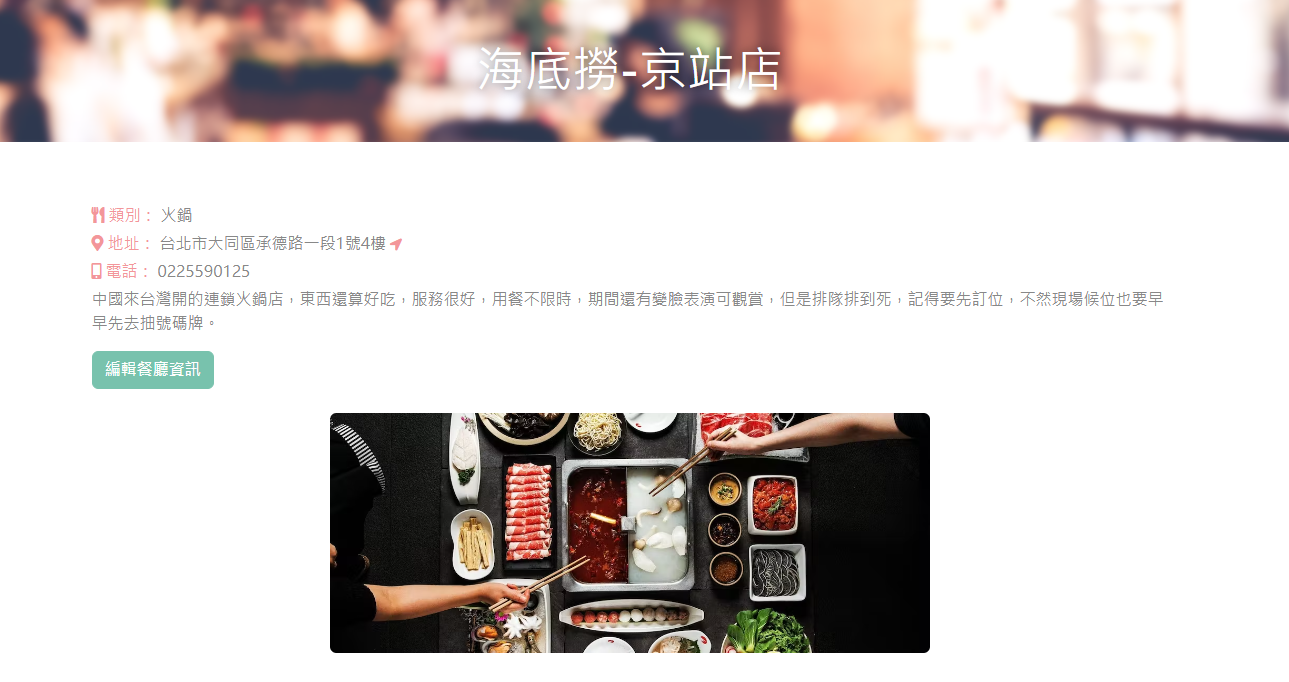 海底撈-京站店
類別： 火鍋
地址： 台北市大同區承德路一段1號4樓
電話： 0225590125
中國來台灣開的連鎖火鍋店，東西還算好吃，服務很好，用餐不限時，期間還有變臉表演可觀賞，但是排隊排到死，記得要先訂位，不然現場候位也要早
早先去抽號碼牌。
編輯餐廳資訊